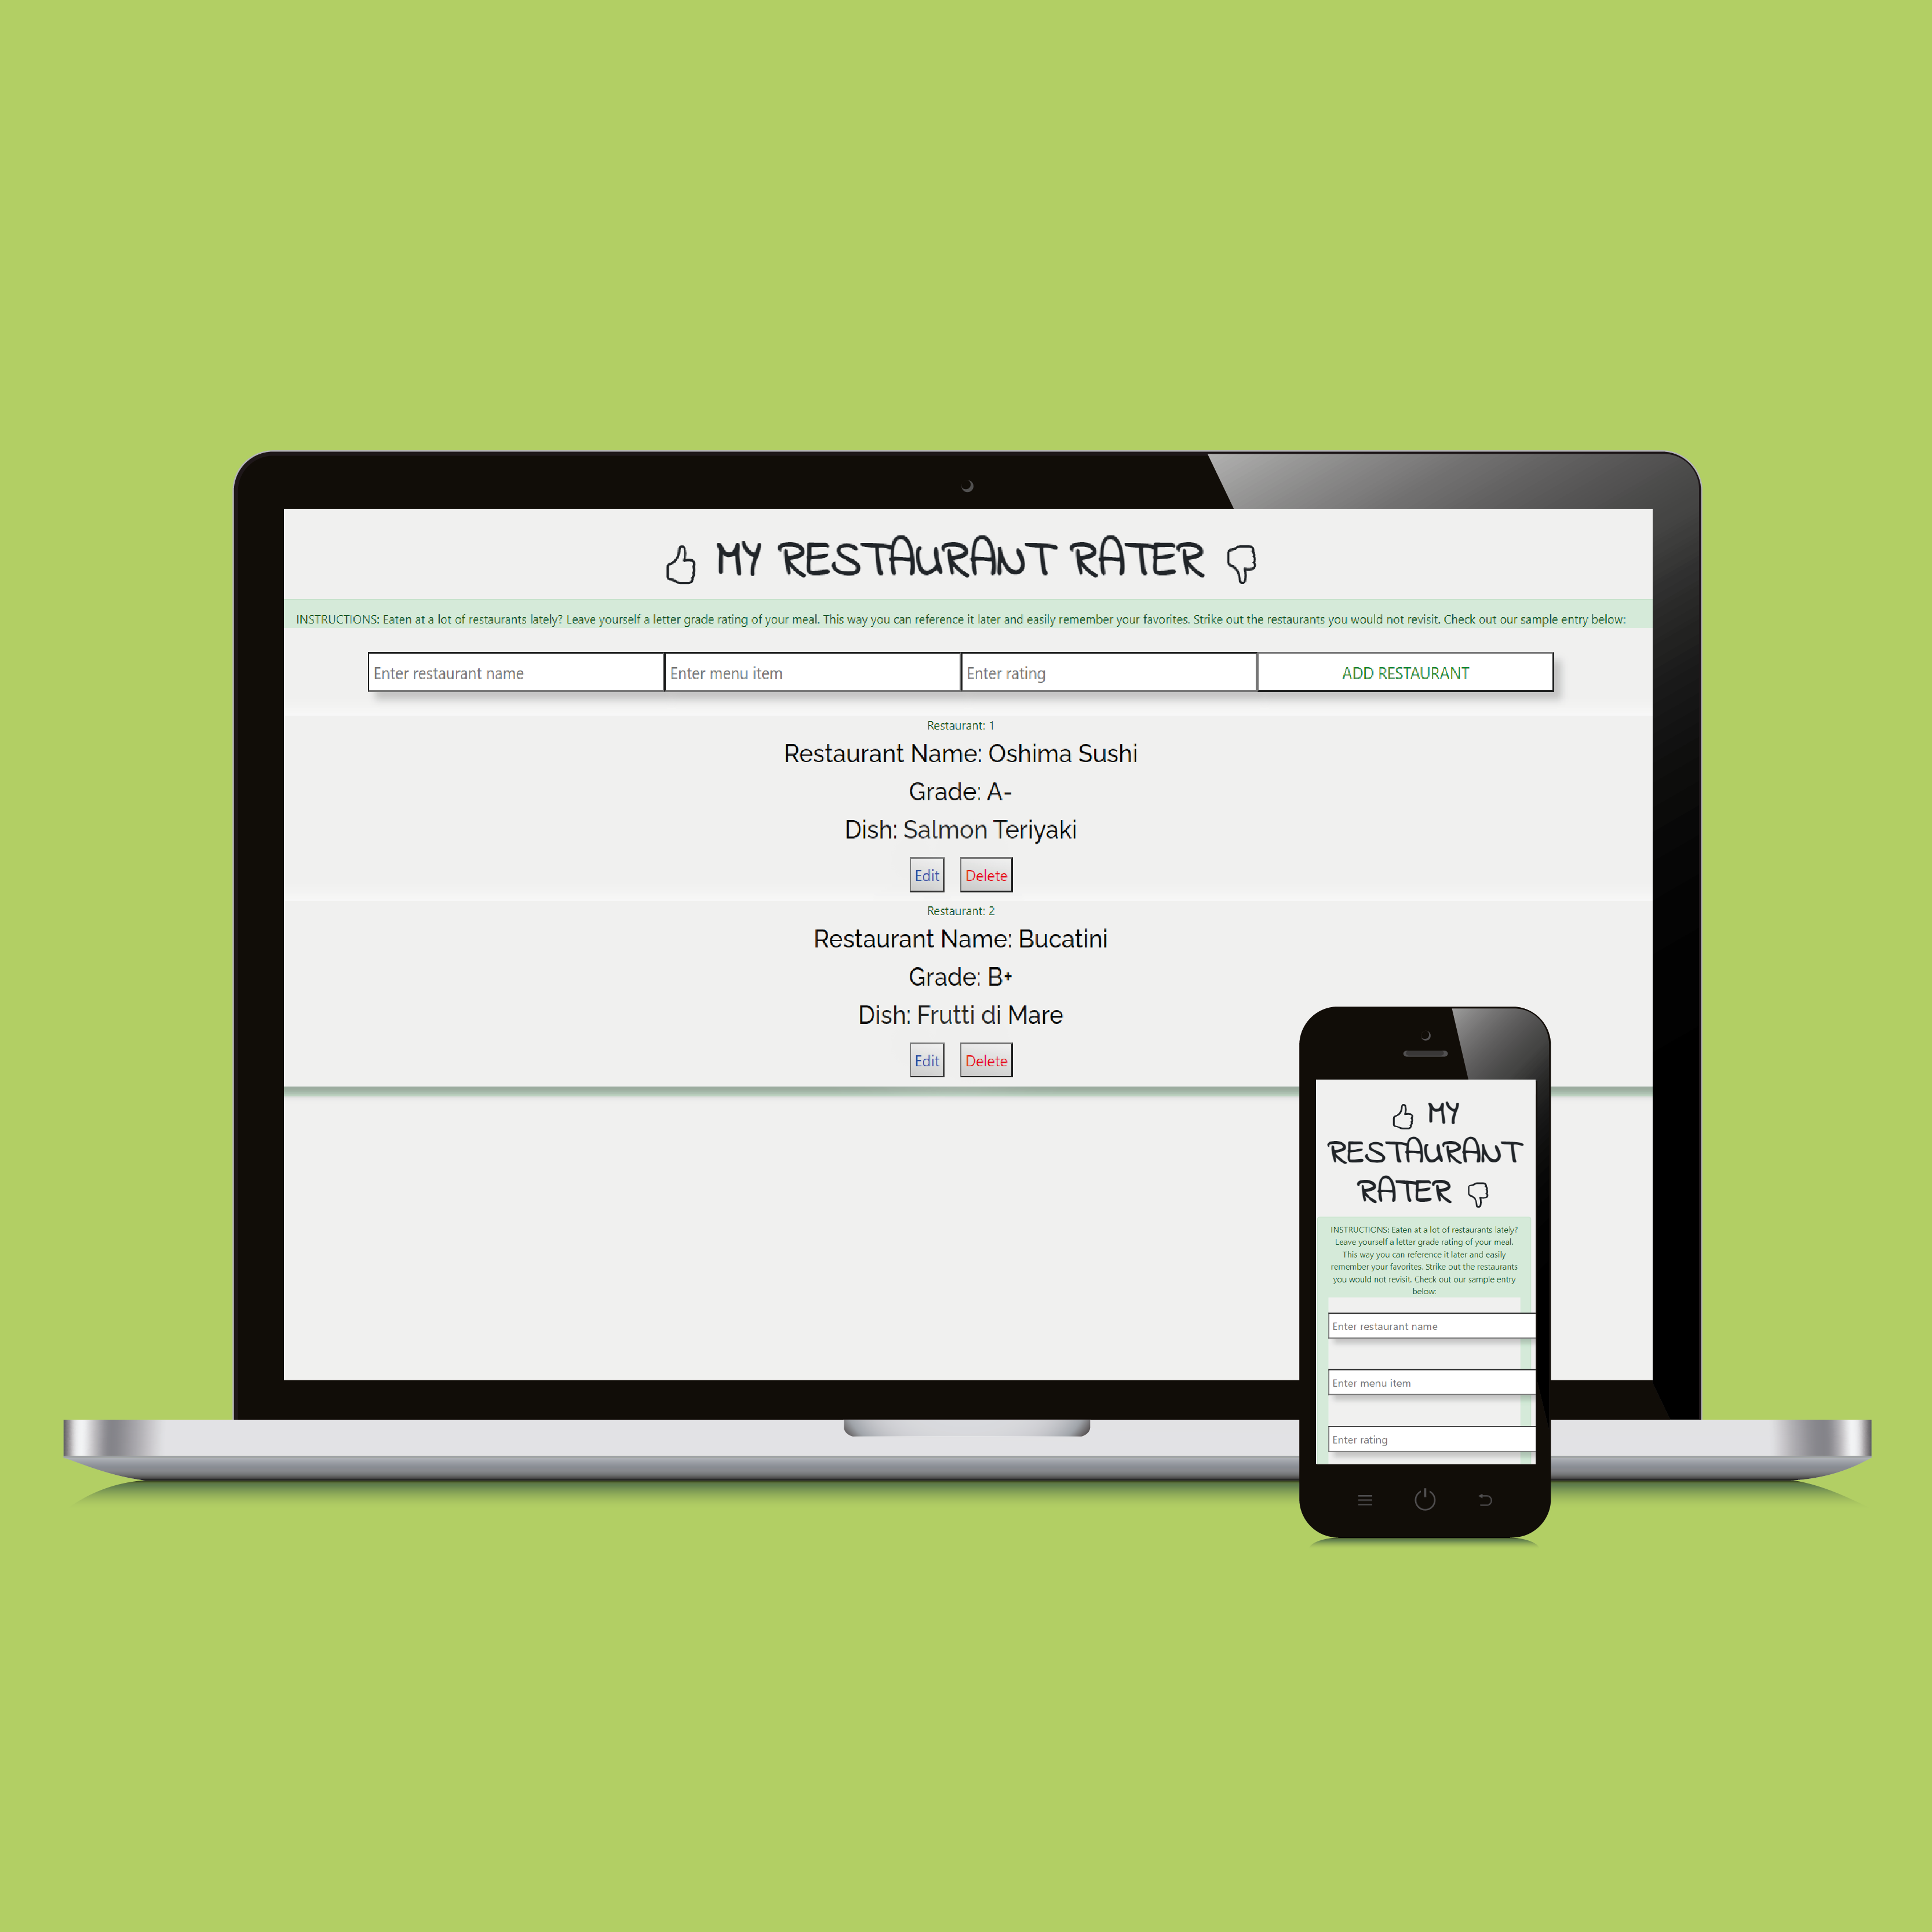 MY RESTAURANT RATER
INSTRUCTIONS: Eaten at a lot of restaurants lately? Leave yourself a letter grade rating of your meal. This way you can reference it later and easily remember your favorites. Strike out the restaurants you would not revisit. Check out our sample entry below:
Enter restaurant name Enter menu item Enter rating ADD RESTAURANT
Restaurant: 1
Restaurant Name: Oshima Sushi
Grade: A-
Dish: Salmon Teriyaki
Edit Delete
Restaurant: 2
Restaurant Name: Bucatini
Grade: B+
Dish: Frutti di Mare
Edit Delete
MY
RESTAURANT
RATER
INSTRUCTIONS: Eaten at a lot of restaurants lately?
Leave yourself a letter grade rating of your meal.
This way you can reference it later and easily
remember your favorites. Strike out the restaurants
you would not revisit. Check out our sample entry
below:
Enter restaurant name
Enter menu item
Enter rating